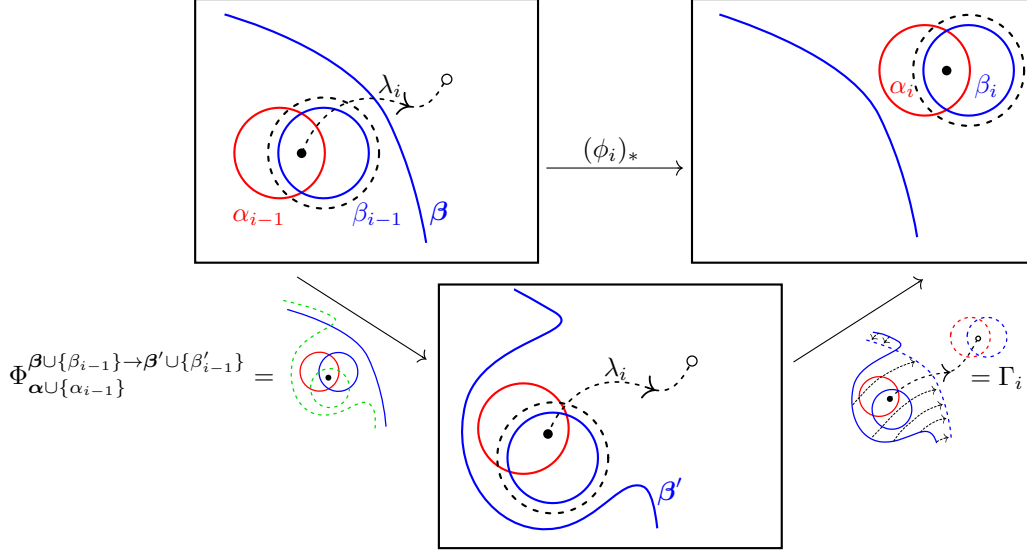 λ_i
α_{i−1}
β_{i−1}
β
(ϕ_i)_*
α_i
β_i
Φ^{β∪{β_{i−1}}→β′∪{β′_{i−1}}}_{α∪{α_{i−1}}} =
λ_i
β′
= Γ_i